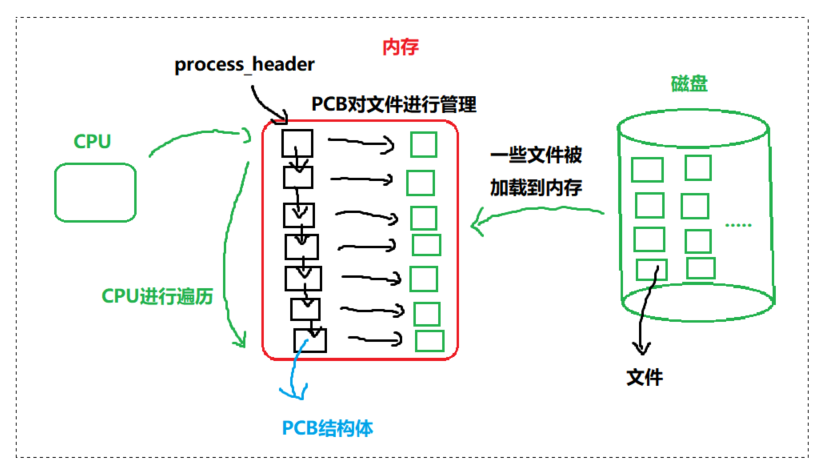 内存
process_header
PCB对文件进行管理
磁盘
CPU
一些文件被
加载到内存
.....
CPU进行遍历
文件
PCB结构体